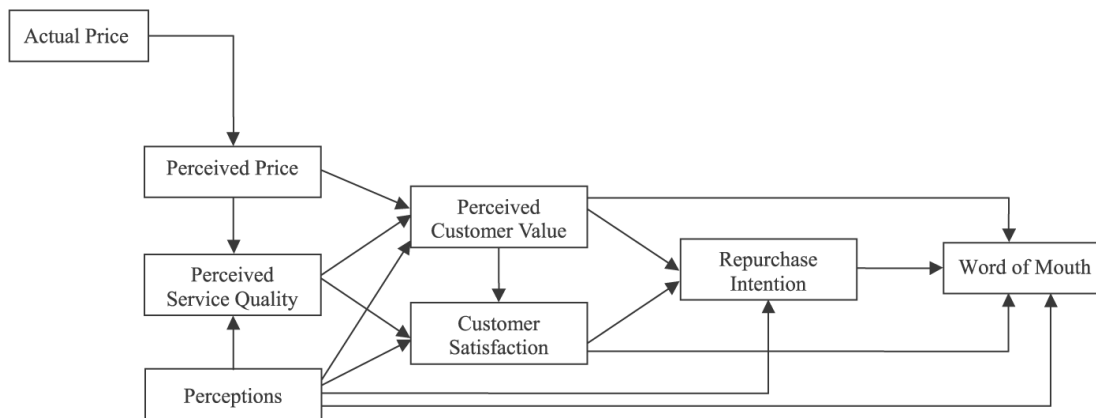 Actual Price
Perceived Price
Perceived
Customer Value
Perceived
Service Quality
Repurchase
Intention
Word of Mouth
Customer
Satisfaction
Perceptions